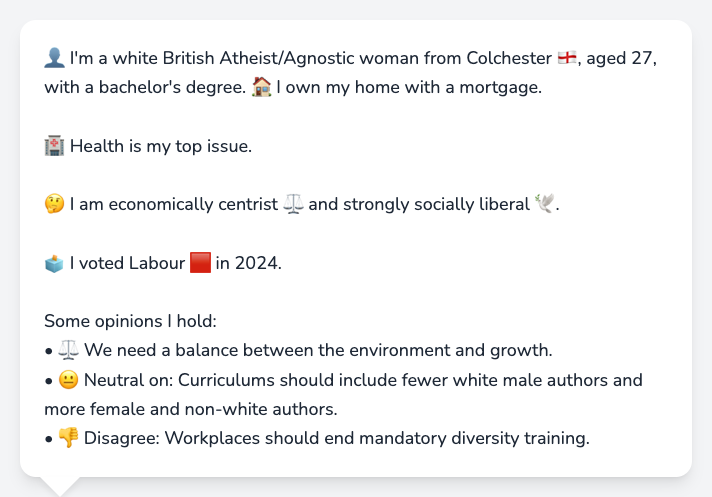 👤 I'm a white British Atheist/Agnostic woman from Colchester 🏴󠁧󠁢󠁥󠁮󠁧󠁿, aged 27,
with a bachelor's degree. 🏠 I own my home with a mortgage.
🏥 Health is my top issue.
🤔 I am economically centrist ⚖️ and strongly socially liberal 🕊️.
🗳️ I voted Labour 🟥 in 2024.
Some opinions I hold:
• ⚖️ We need a balance between the environment and growth.
• 😐 Neutral on: Curriculums should include fewer white male authors and
more female and non-white authors.
• 👎 Disagree: Workplaces should end mandatory diversity training.